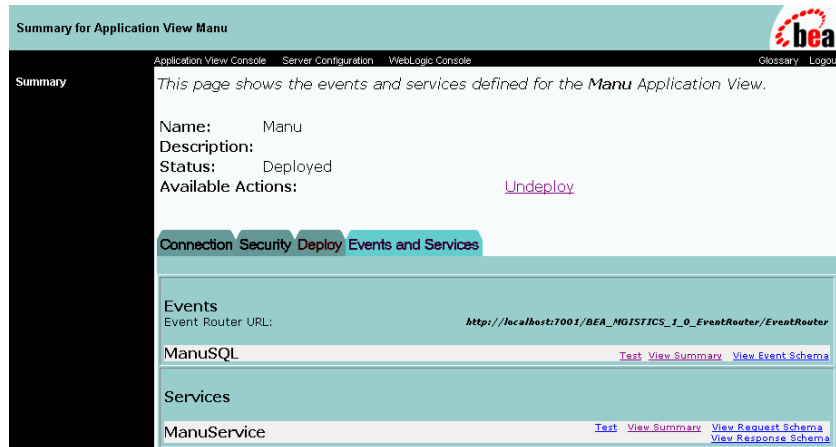 Summary for Application View Manu
bea
Application View Console Server Configuration WebLogic Console Glossary Logou
Summary
This page shows the events and services defined for the Manu Application View.
Name: Manu
Description:
Status: Deployed
Available Actions: Undeploy
Connection Security Deploy Events and Services
Events
Event Router URL: http://localhost:7001/BEA_MGISTICS_1_0_EventRouter/EventRouter
ManuSQL Test View Summary View Event Schema
Services
ManuService Test View Summary View Request Schema
View Response Schema